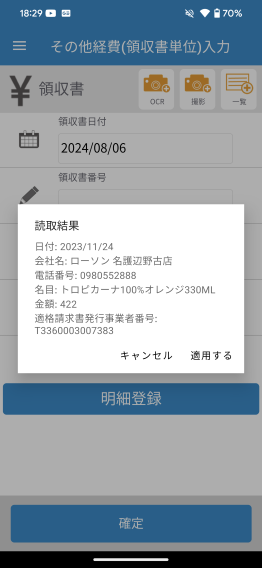 18:29
70%
その他経費(領収書単位)入力
領収書
OCR
撮影
一覧
領収書日付
2024/08/06
領収書番号
読取結果
日付: 2023/11/24
会社名: ローソン 名護辺野古店
電話番号: 0980552888
名目: トロピカーナ100%オレンジ330ML
金額: 422
適格請求書発行事業者番号:
T3360003007383
キャンセル
適用する
明細登録
確定